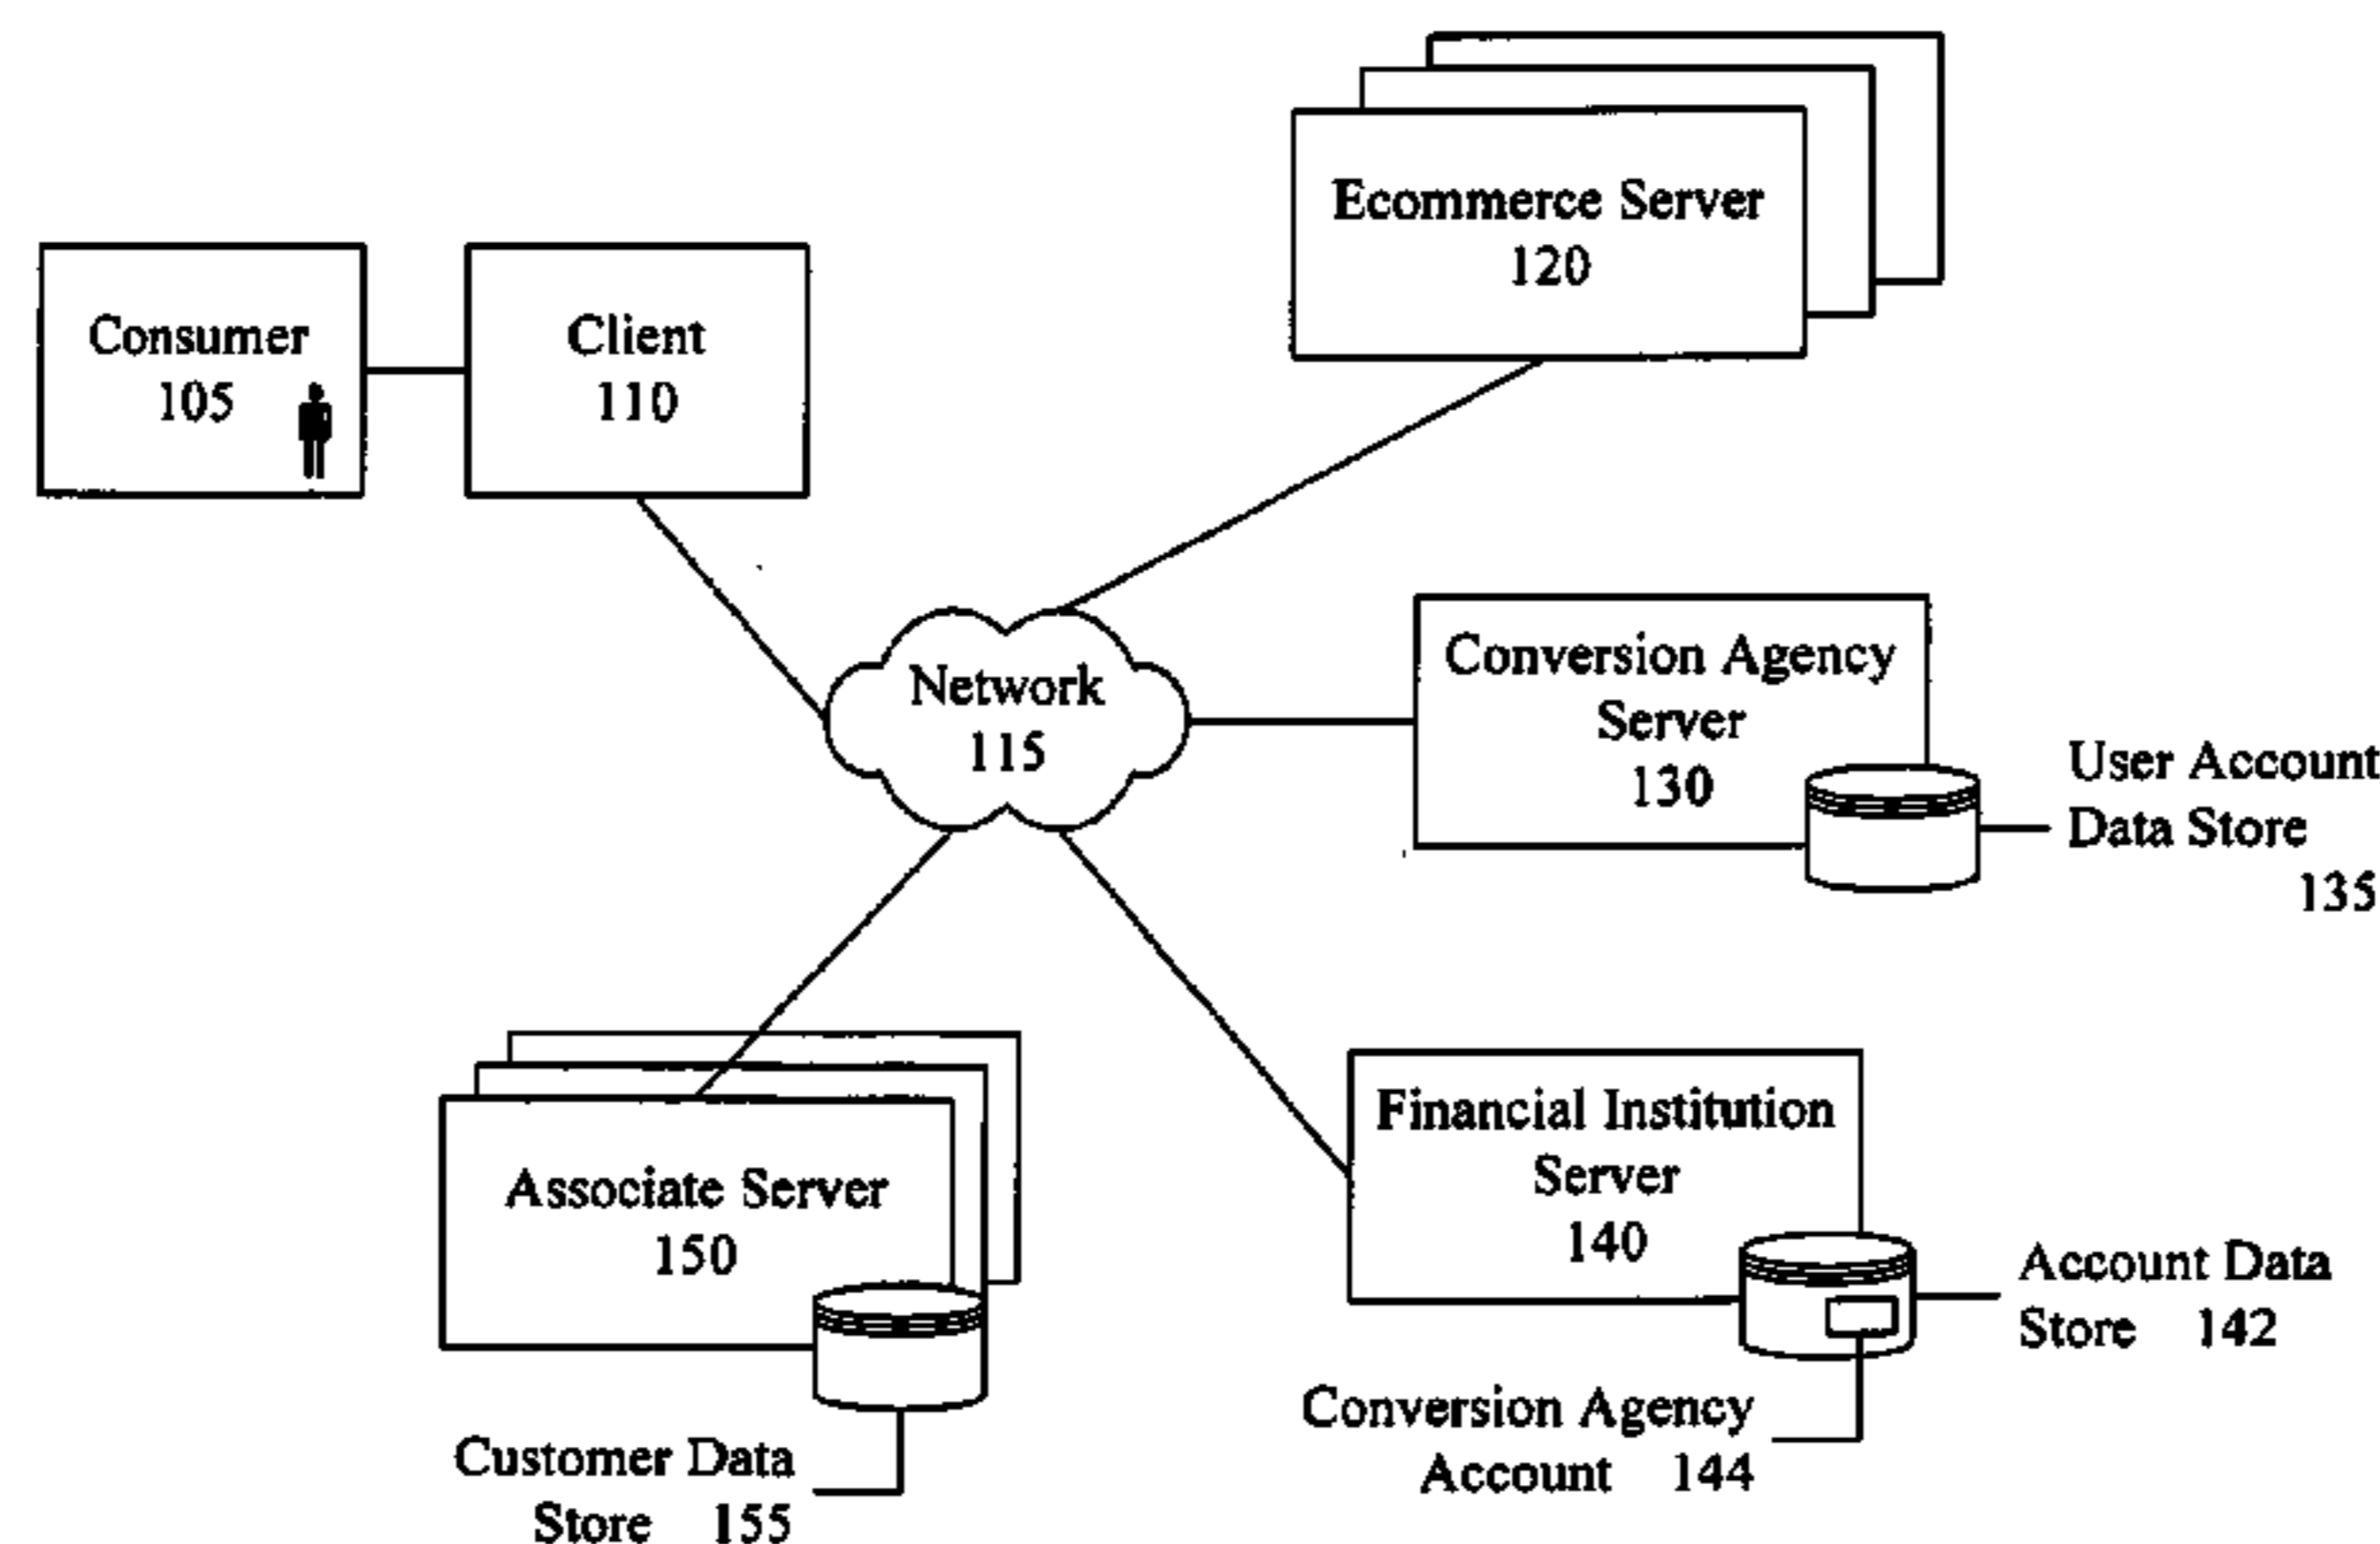 Ecommerce Server
120
Consumer
105
Client
110
Network
115
Conversion Agency
Server
130
User Account
Data Store
135
Associate Server
150
Customer Data
Store 155
Financial Institution
Server
140
Account Data
Store 142
Conversion Agency
Account 144